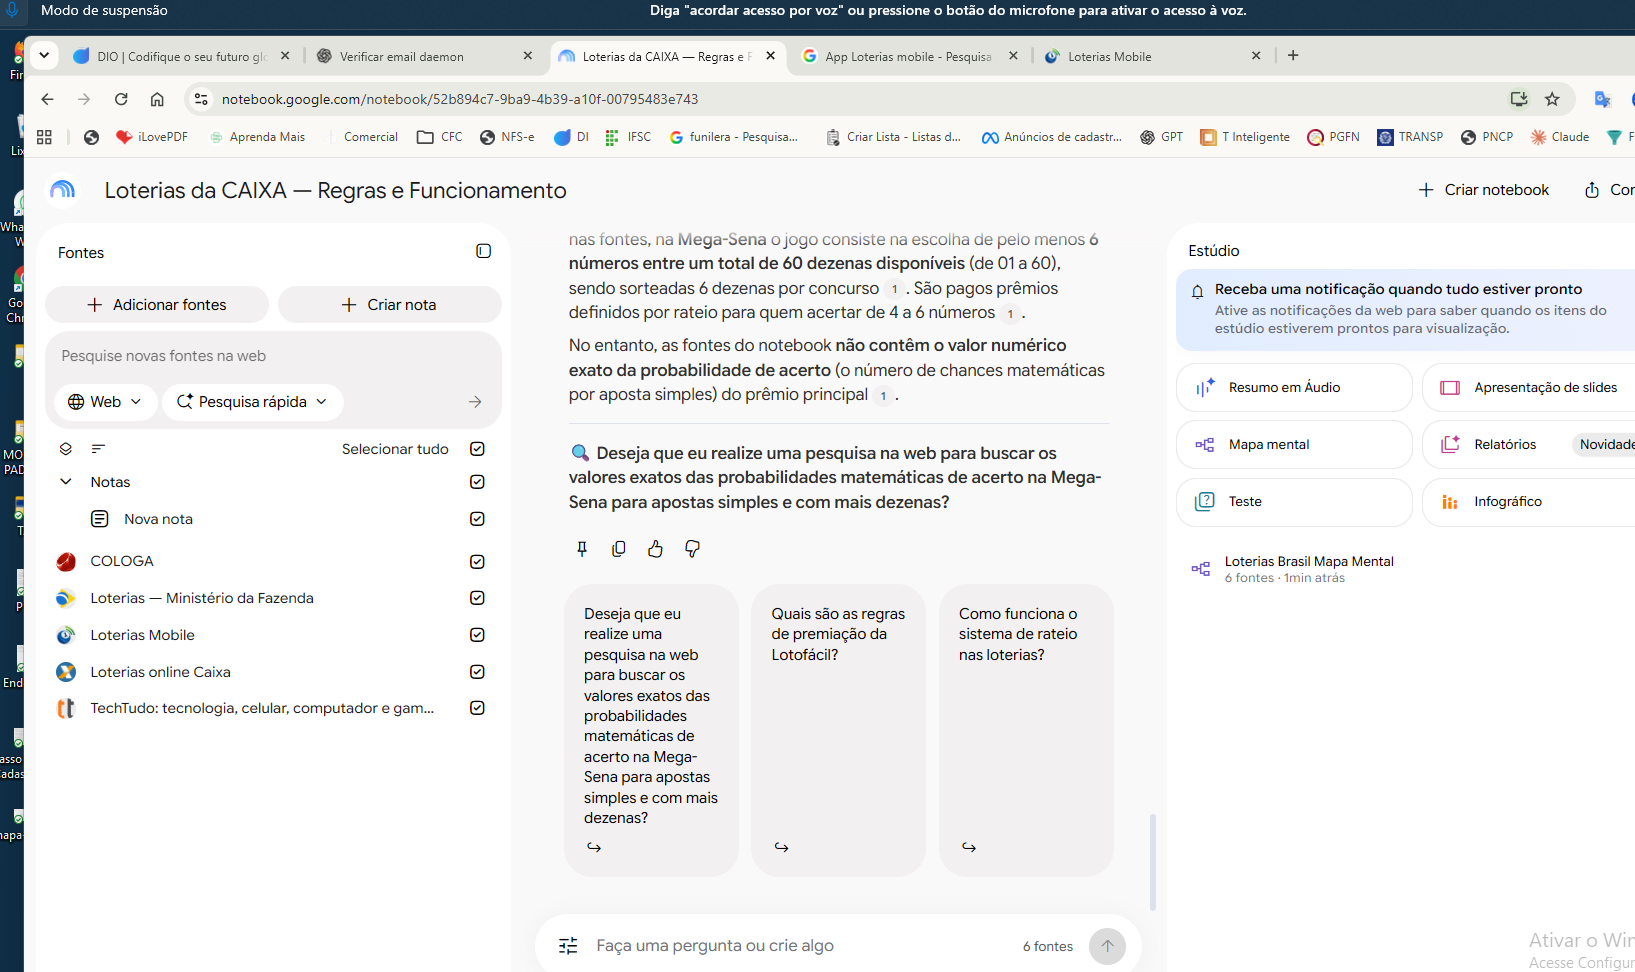 Modo de suspensão
Diga "acordar acesso por voz" ou pressione o botão do microfone para ativar o acesso à voz.
DIO | Codifique o seu futuro glo
Verificar email daemon
Loterias da CAIXA — Regras e F
App Loterias mobile - Pesquisa
Loterias Mobile
notebook.google.com/notebook/52b894c7-9ba9-4b39-a10f-00795483e743
iLovePDF
Aprenda Mais
Comercial
CFC
NFS-e
DI
IFSC
funilera - Pesquisa...
Criar Lista - Listas d...
Anúncios de cadastr...
GPT
T Inteligente
PGFN
TRANSP
PNCP
Claude
F
Loterias da CAIXA — Regras e Funcionamento
Criar notebook
Con
Fontes
Adicionar fontes
Criar nota
Pesquise novas fontes na web
Web
Pesquisa rápida
Selecionar tudo
Notas
Nova nota
COLOGA
Loterias — Ministério da Fazenda
Loterias Mobile
Loterias online Caixa
TechTudo: tecnologia, celular, computador e gam...
nas fontes, na Mega-Sena o jogo consiste na escolha de pelo menos 6
números entre um total de 60 dezenas disponíveis (de 01 a 60),
sendo sorteadas 6 dezenas por concurso 1 . São pagos prêmios
definidos por rateio para quem acertar de 4 a 6 números 1 .
No entanto, as fontes do notebook não contêm o valor numérico
exato da probabilidade de acerto (o número de chances matemáticas
por aposta simples) do prêmio principal 1 .
Deseja que eu realize uma pesquisa na web para buscar os
valores exatos das probabilidades matemáticas de acerto na Mega-
Sena para apostas simples e com mais dezenas?
Deseja que eu
realize uma
pesquisa na web
para buscar os
valores exatos das
probabilidades
matemáticas de
acerto na Mega-
Sena para apostas
simples e com mais
dezenas?
Quais são as regras
de premiação da
Lotofácil?
Como funciona o
sistema de rateio
nas loterias?
Faça uma pergunta ou crie algo
6 fontes
Estúdio
Receba uma notificação quando tudo estiver pronto
Ative as notificações da web para saber quando os itens do
estúdio estiverem prontos para visualização.
Resumo em Áudio
Apresentação de slides
Mapa mental
Relatórios
Novidade
Teste
Infográfico
Loterias Brasil Mapa Mental
6 fontes · 1min atrás
Ativar o Win
Acesse Configur